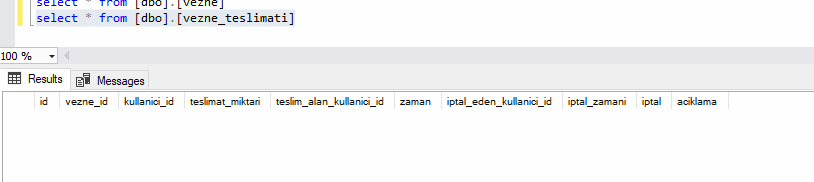 select * from [dbo].[vezne]
select * from [dbo].[vezne_teslimati]
100 %
Results Messages
id vezne_id kullanici_id teslimat_miktari teslim_alan_kullanici_id zaman iptal_eden_kullanici_id iptal_zamani iptal aciklama